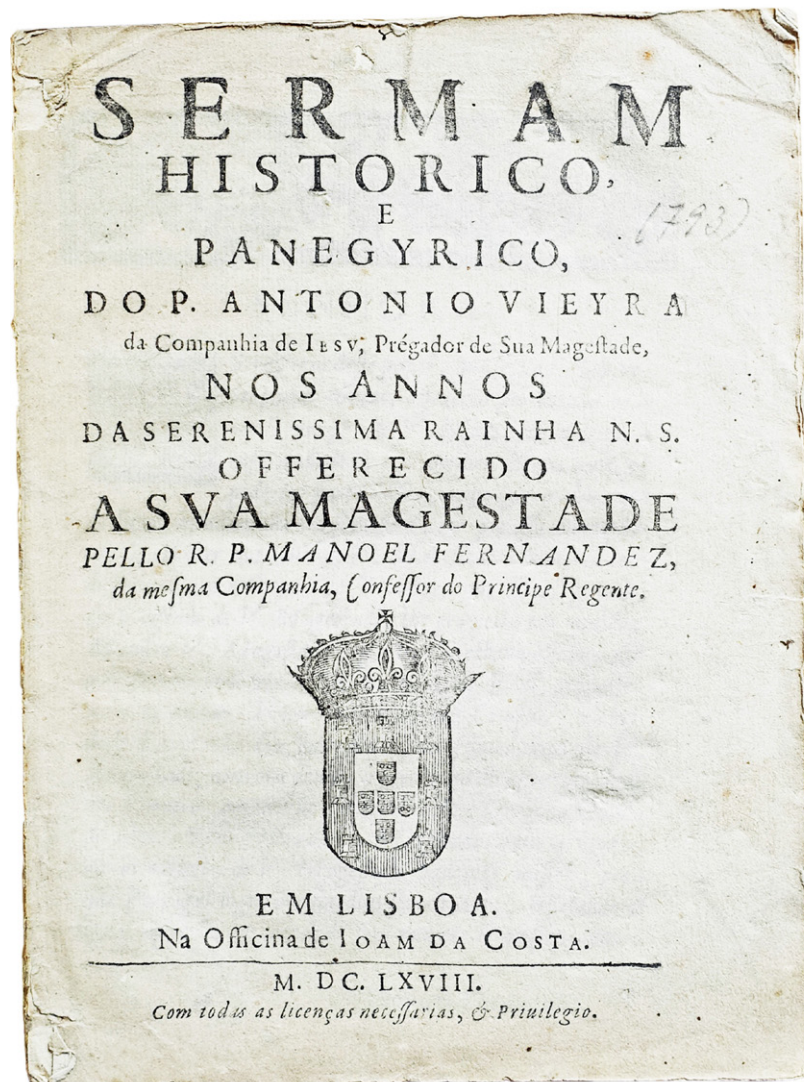 SERMAM
HISTORICO,
E
PANEGYRICO,
DO P. ANTONIO VIEYRA
da Companhia de IESV, Prégador de Sua Mageſtade,
NOS ANNOS
DA SERENISSIMA RAINHA N. S.
OFFERECIDO
A SVA MAGESTADE
PELLO R. P. MANOEL FERNANDEZ,
da meſma Companhia, Confeſſor do Principe Regente.
EM LISBOA.
Na Officina de IOAM DA COSTA.
M. DC. LXVIII.
Com todas as licenças neceſſarias, & Priuilegio.